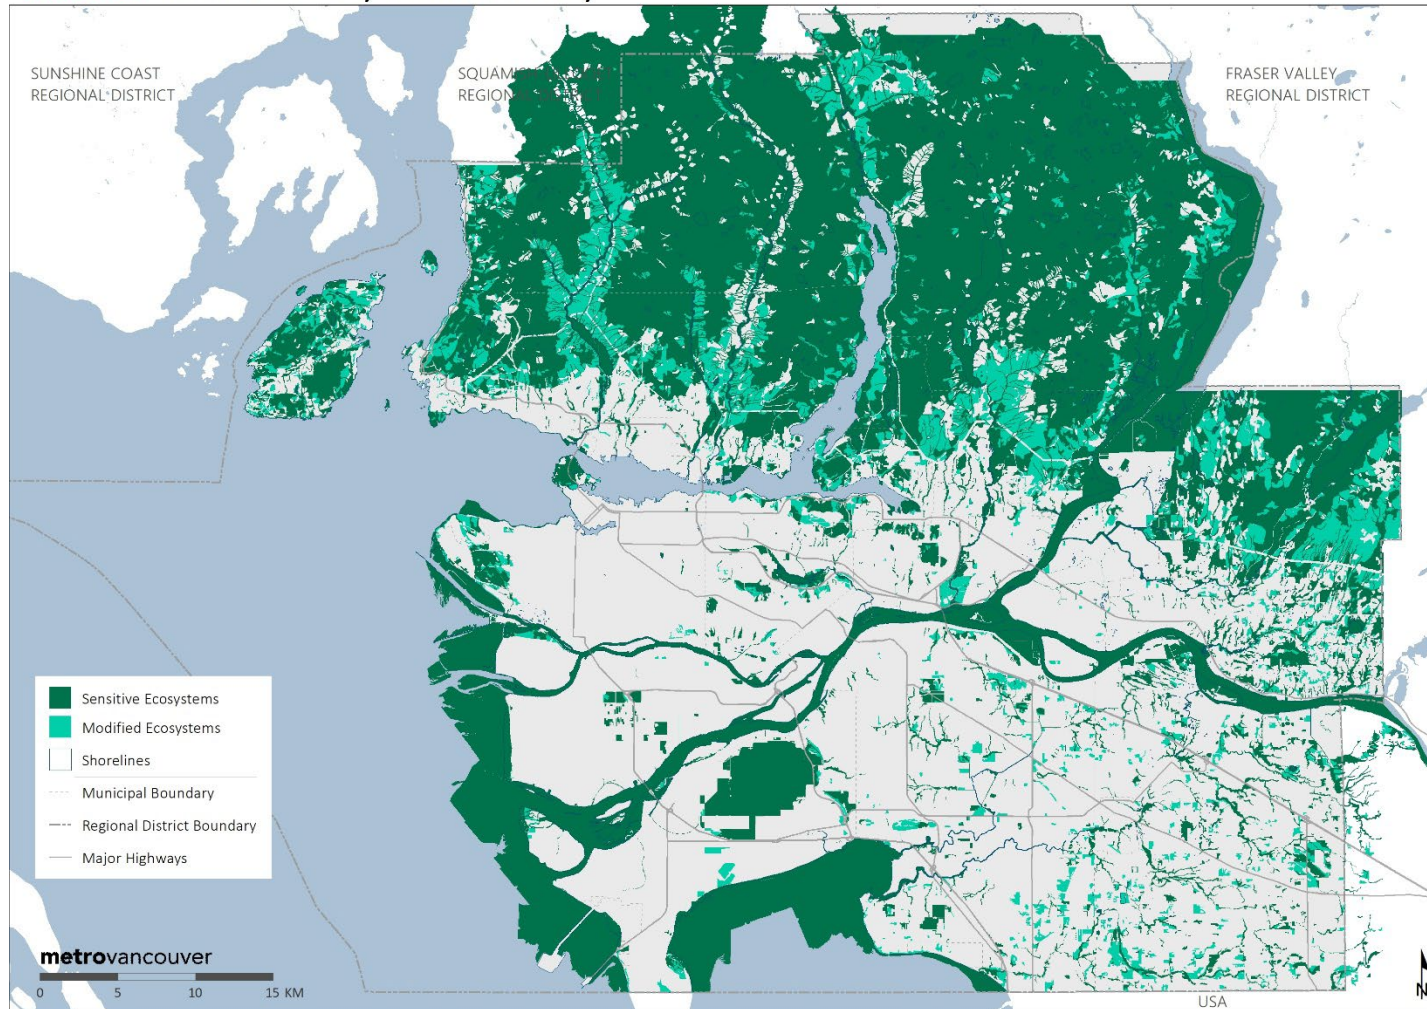 SUNSHINE COAST
REGIONAL DISTRICT
REGIONAL
FRASER VALLEY
REGIONAL DISTRICT
Sensitive Ecosystems
Modified Ecosystems
Shorelines
Municipal Boundary
Regional District Boundary
Major Highways
metrovancouver
0 5 10 15 KM
N
USA